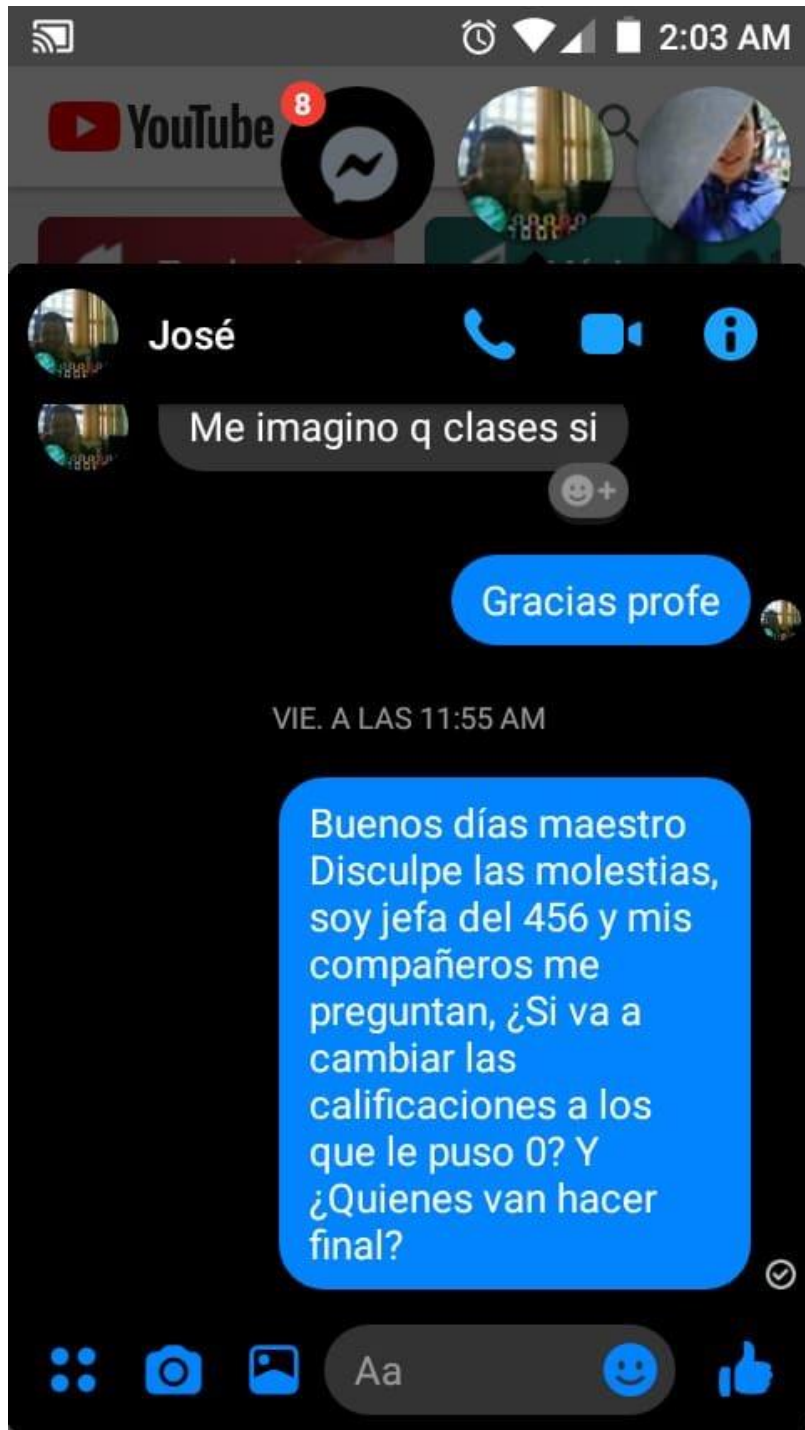 2:03 AM
YouTube
8
José
Me imagino q clases si
Gracias profe
VIE. A LAS 11:55 AM
Buenos días maestro
Disculpe las molestias,
soy jefa del 456 y mis
compañeros me
preguntan, ¿Si va a
cambiar las
calificaciones a los
que le puso 0? Y
¿Quienes van hacer
final?
Aa